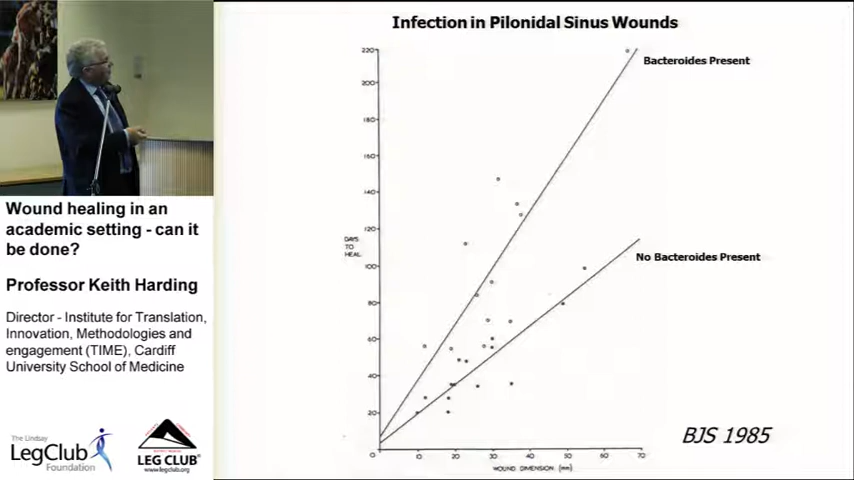 Infection in Pilonidal Sinus Wounds
220
200
180
160
140
120
100
80
60
40
20
0
DAYS
TO
HEAL
Bacteroides Present
No Bacteroides Present
10
20
30
40
50
60
70
WOUND DIMENSION (mm)
BJS 1985
Wound healing in an
academic setting - can it
be done?
Professor Keith Harding
Director - Institute for Translation,
Innovation, Methodologies and
engagement (TIME), Cardiff
University School of Medicine
The Lindsay
LegClub
Foundation
LEG CLUB®
www.legclub.org